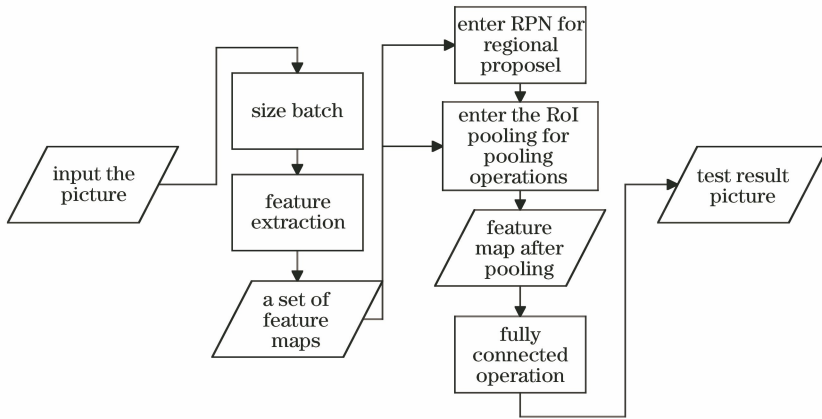 input the
picture
size batch
feature
extraction
a set of
feature
maps
enter RPN for
regional
proposel
enter the RoI
pooling for
pooling
operations
feature
map after
pooling
fully
connected
operation
test result
picture